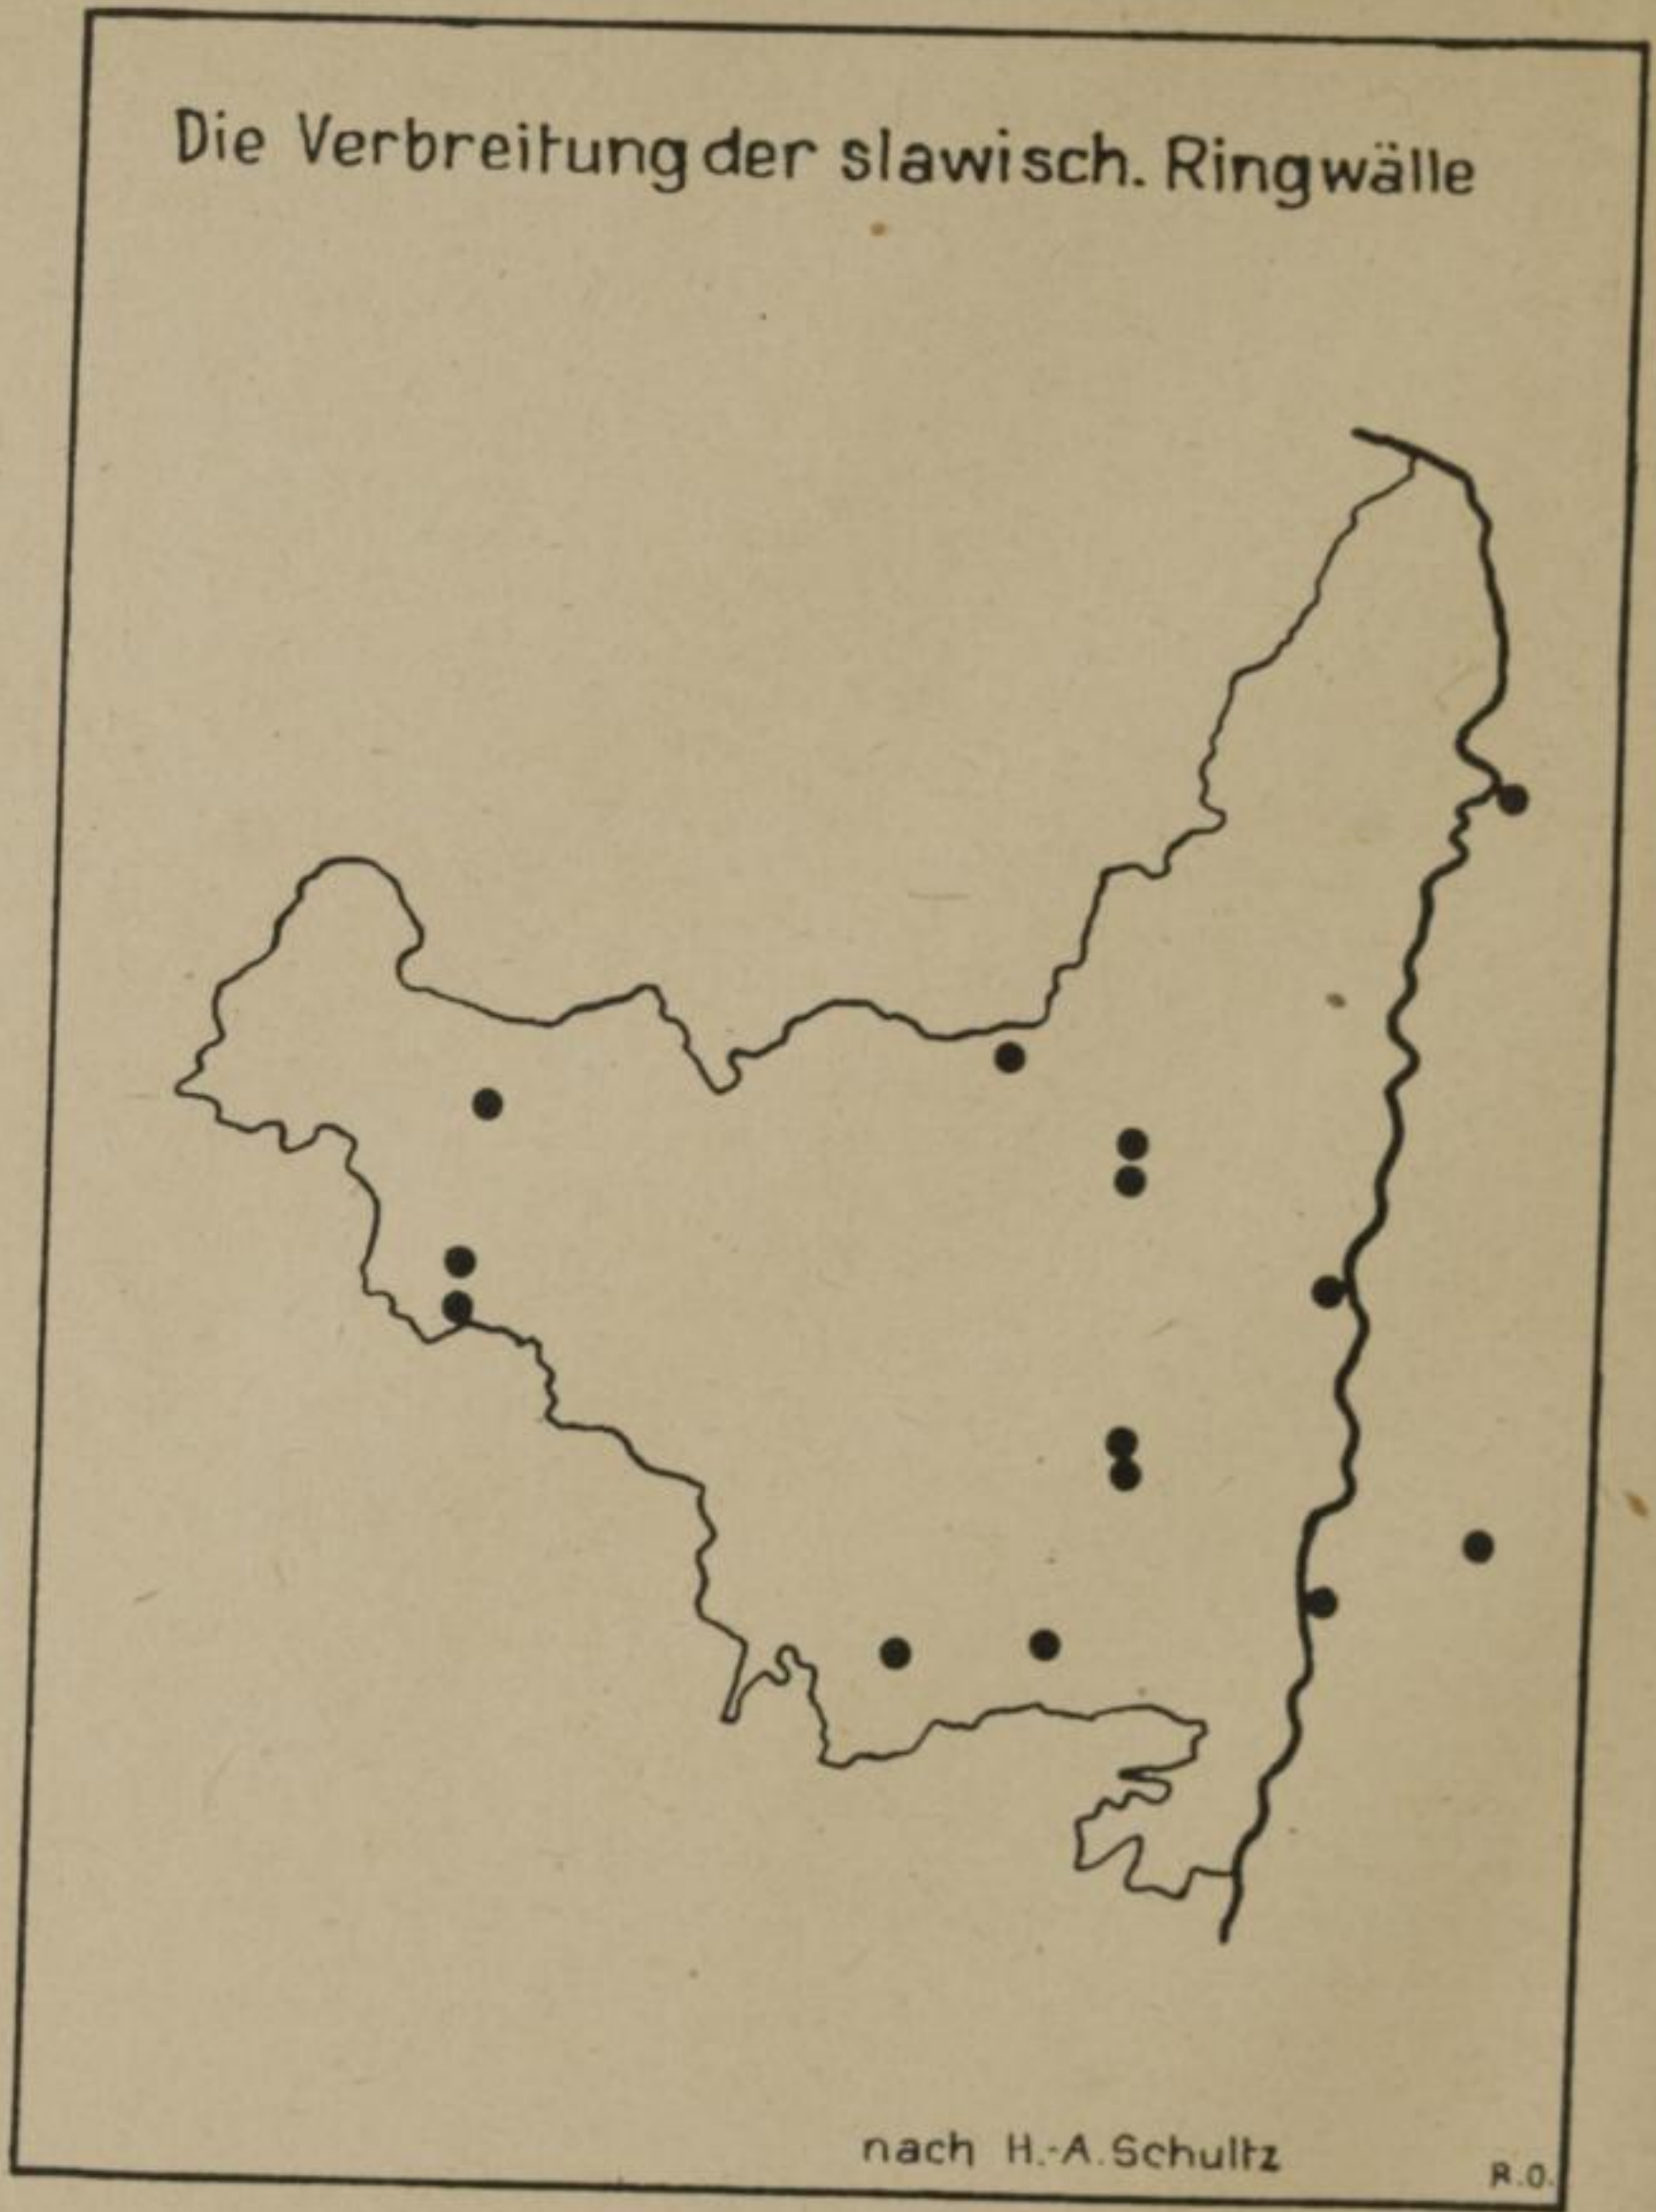 Die Verbreitung der slawisch. Ringwälle
nach H.-A. Schultz
R.O.